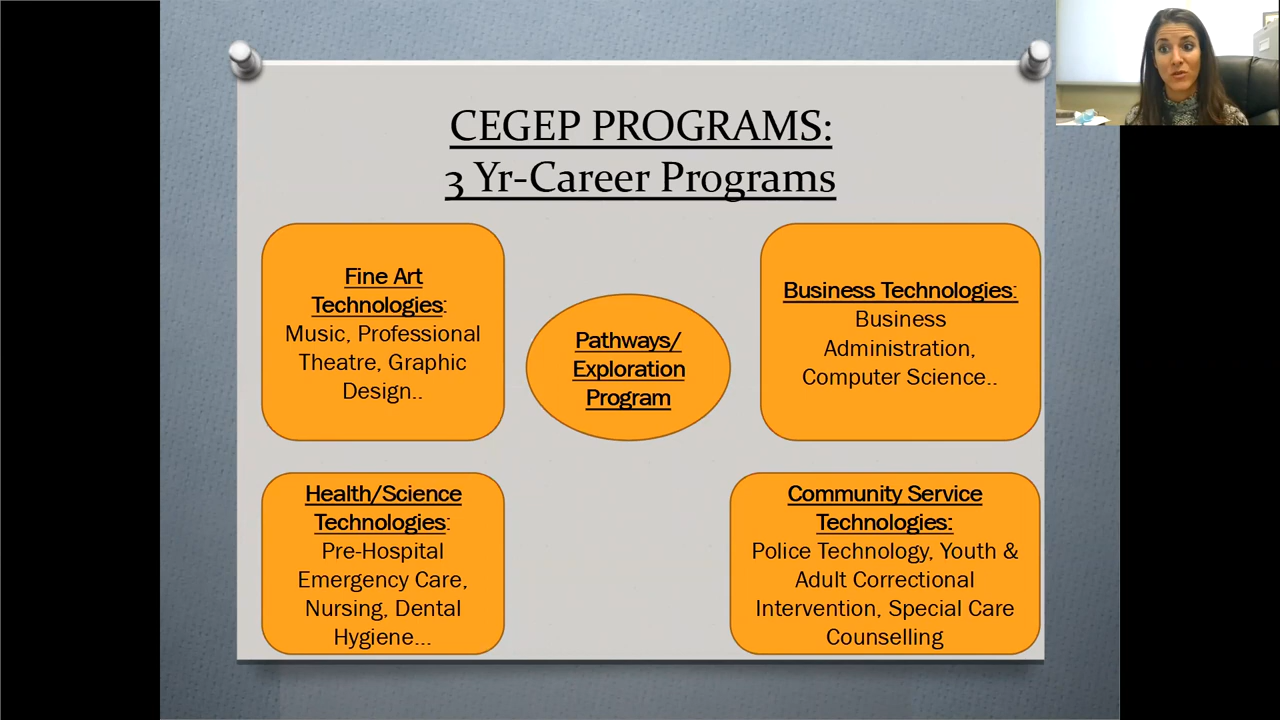 CEGEP PROGRAMS:
3 Yr-Career Programs
Fine Art
Technologies:
Music, Professional
Theatre, Graphic
Design..
Pathways/
Exploration
Program
Business Technologies:
Business
Administration,
Computer Science..
Health/Science
Technologies:
Pre-Hospital
Emergency Care,
Nursing, Dental
Hygiene...
Community Service
Technologies:
Police Technology, Youth &
Adult Correctional
Intervention, Special Care
Counselling